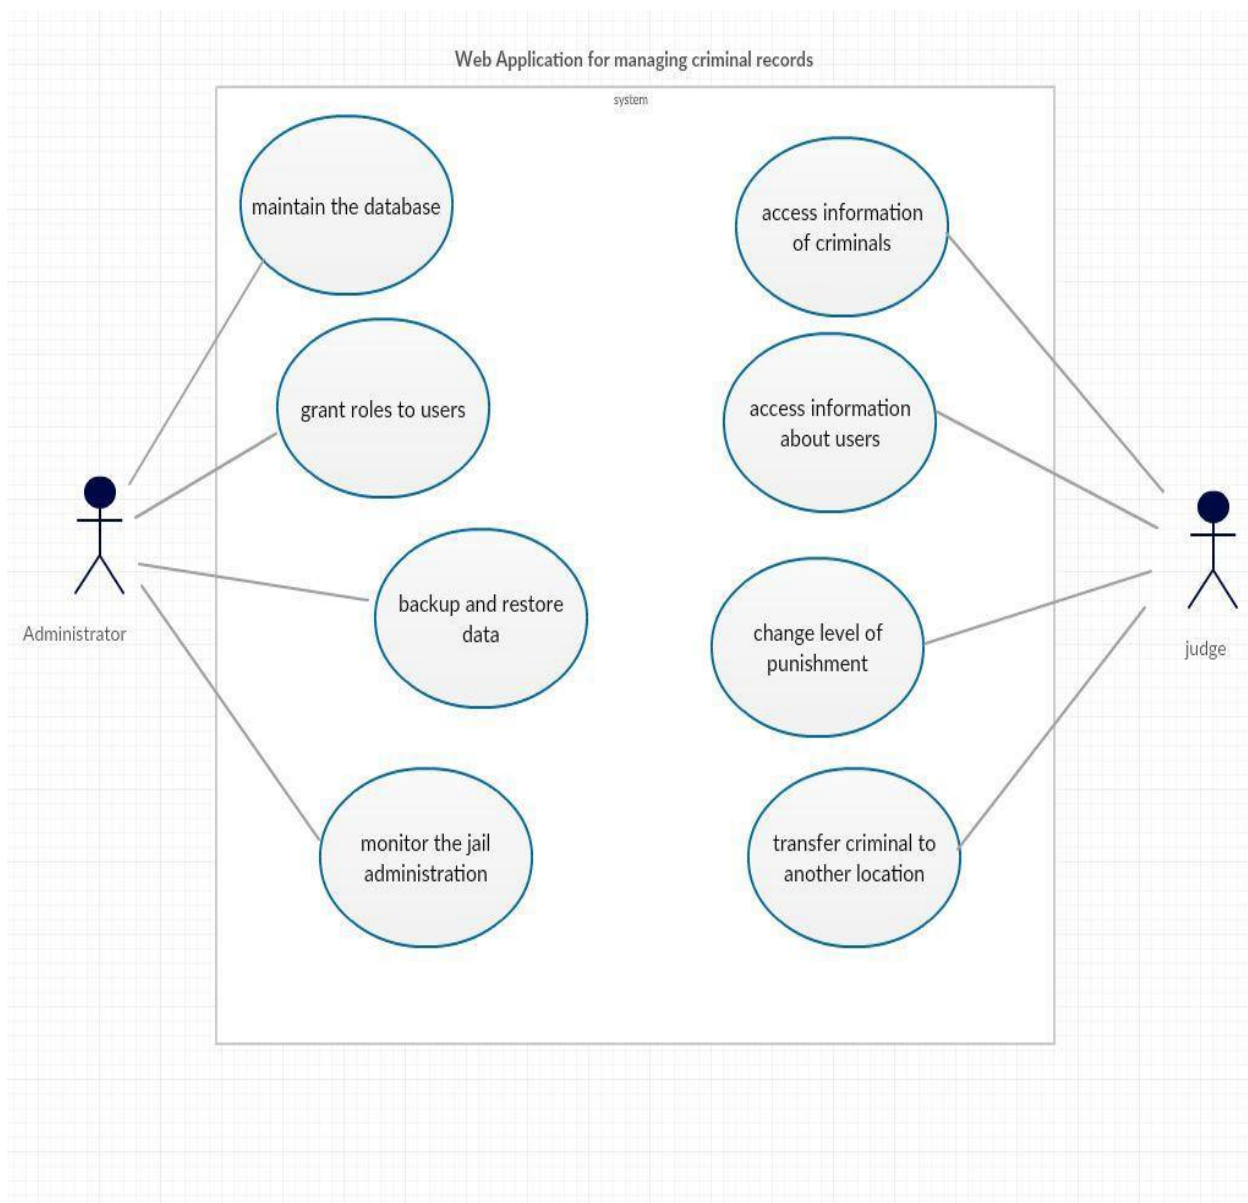 Web Application for managing criminal records
system
maintain the database
grant roles to users
backup and restore
data
monitor the jail
administration
access information
of criminals
access information
about users
change level of
punishment
transfer criminal to
another location
Administrator
judge